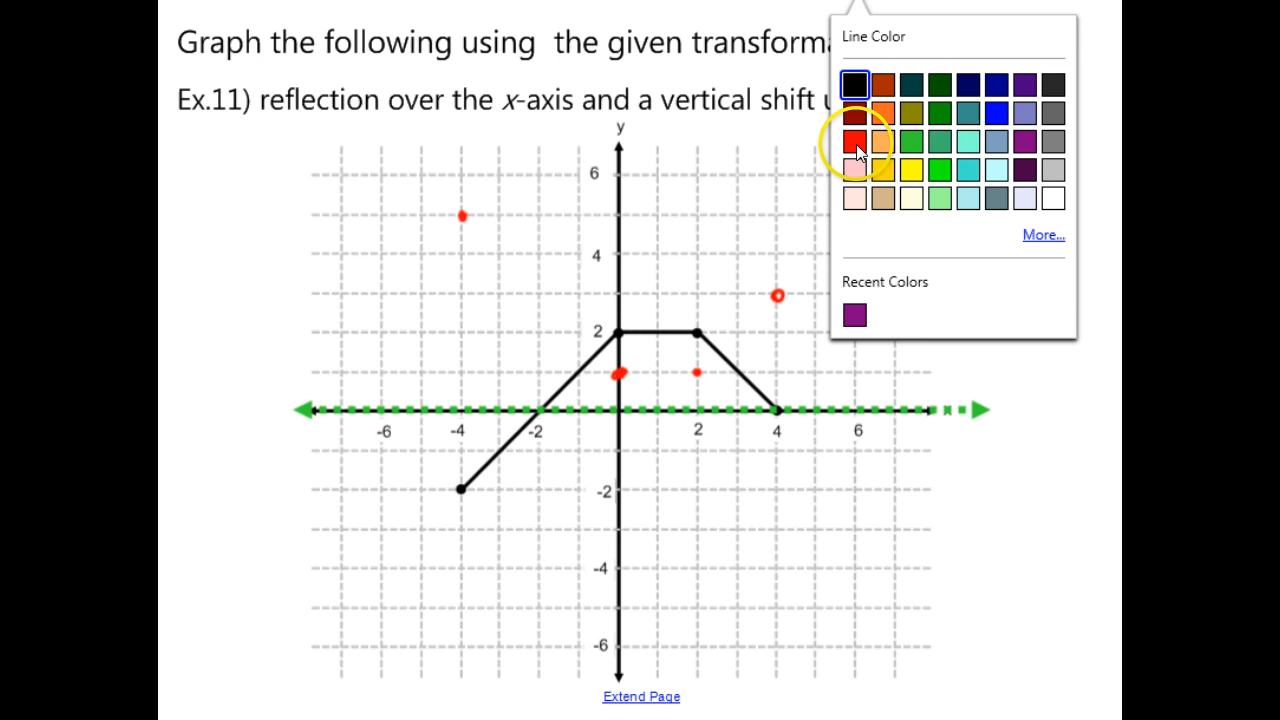 Graph the following using the given
Ex.11) reflection over the x-axis and a vertical shift
Line Color
More...
Recent Colors
y
6
4
2
-6 -4 -2 2 4 6
-2
-4
-6
Extend Page